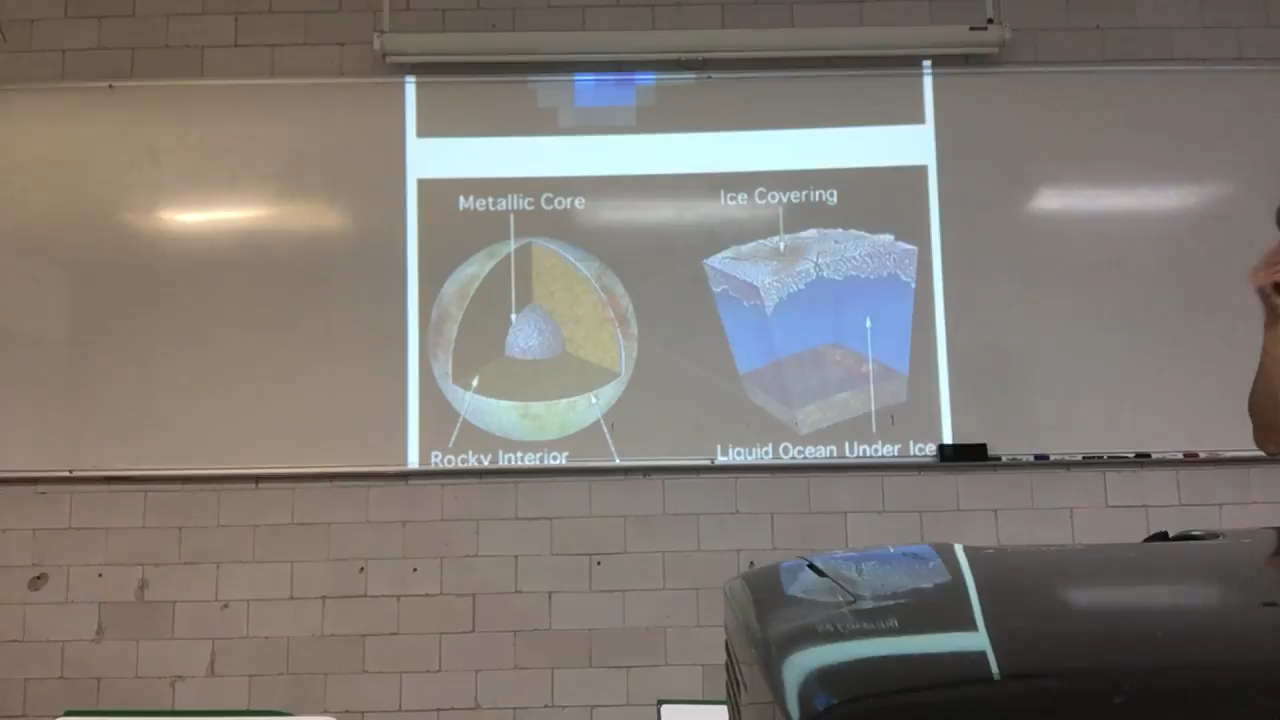 Metallic Core
Ice Covering
Rocky Interior
Liquid Ocean Under Ice